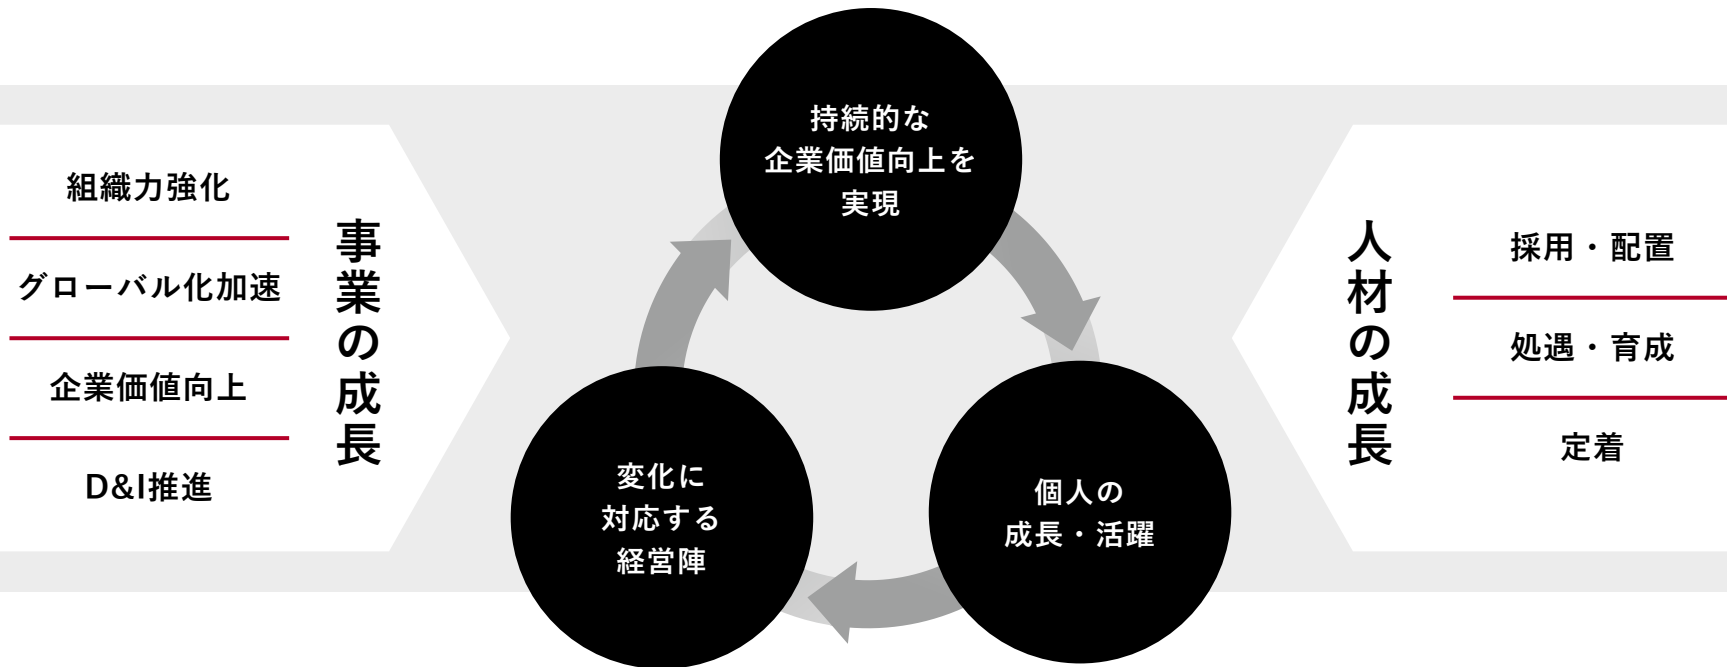 組織力強化
グローバル化加速
企業価値向上
D&I推進
事業の成長
持続的な
企業価値向上を
実現
変化に
対応する
経営陣
個人の
成長・活躍
人材の成長
採用・配置
処遇・育成
定着